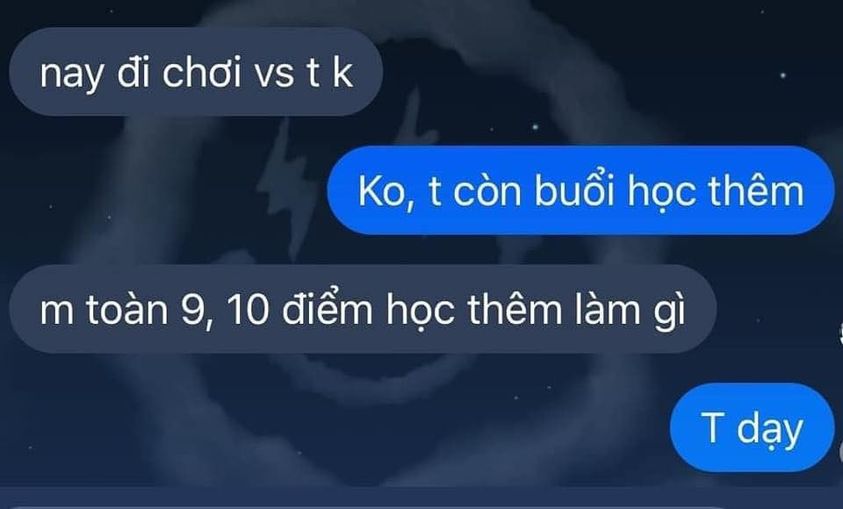 nay đi chơi vs t k
Ko, t còn buổi học thêm
m toàn 9, 10 điểm học thêm làm gì
T dạy